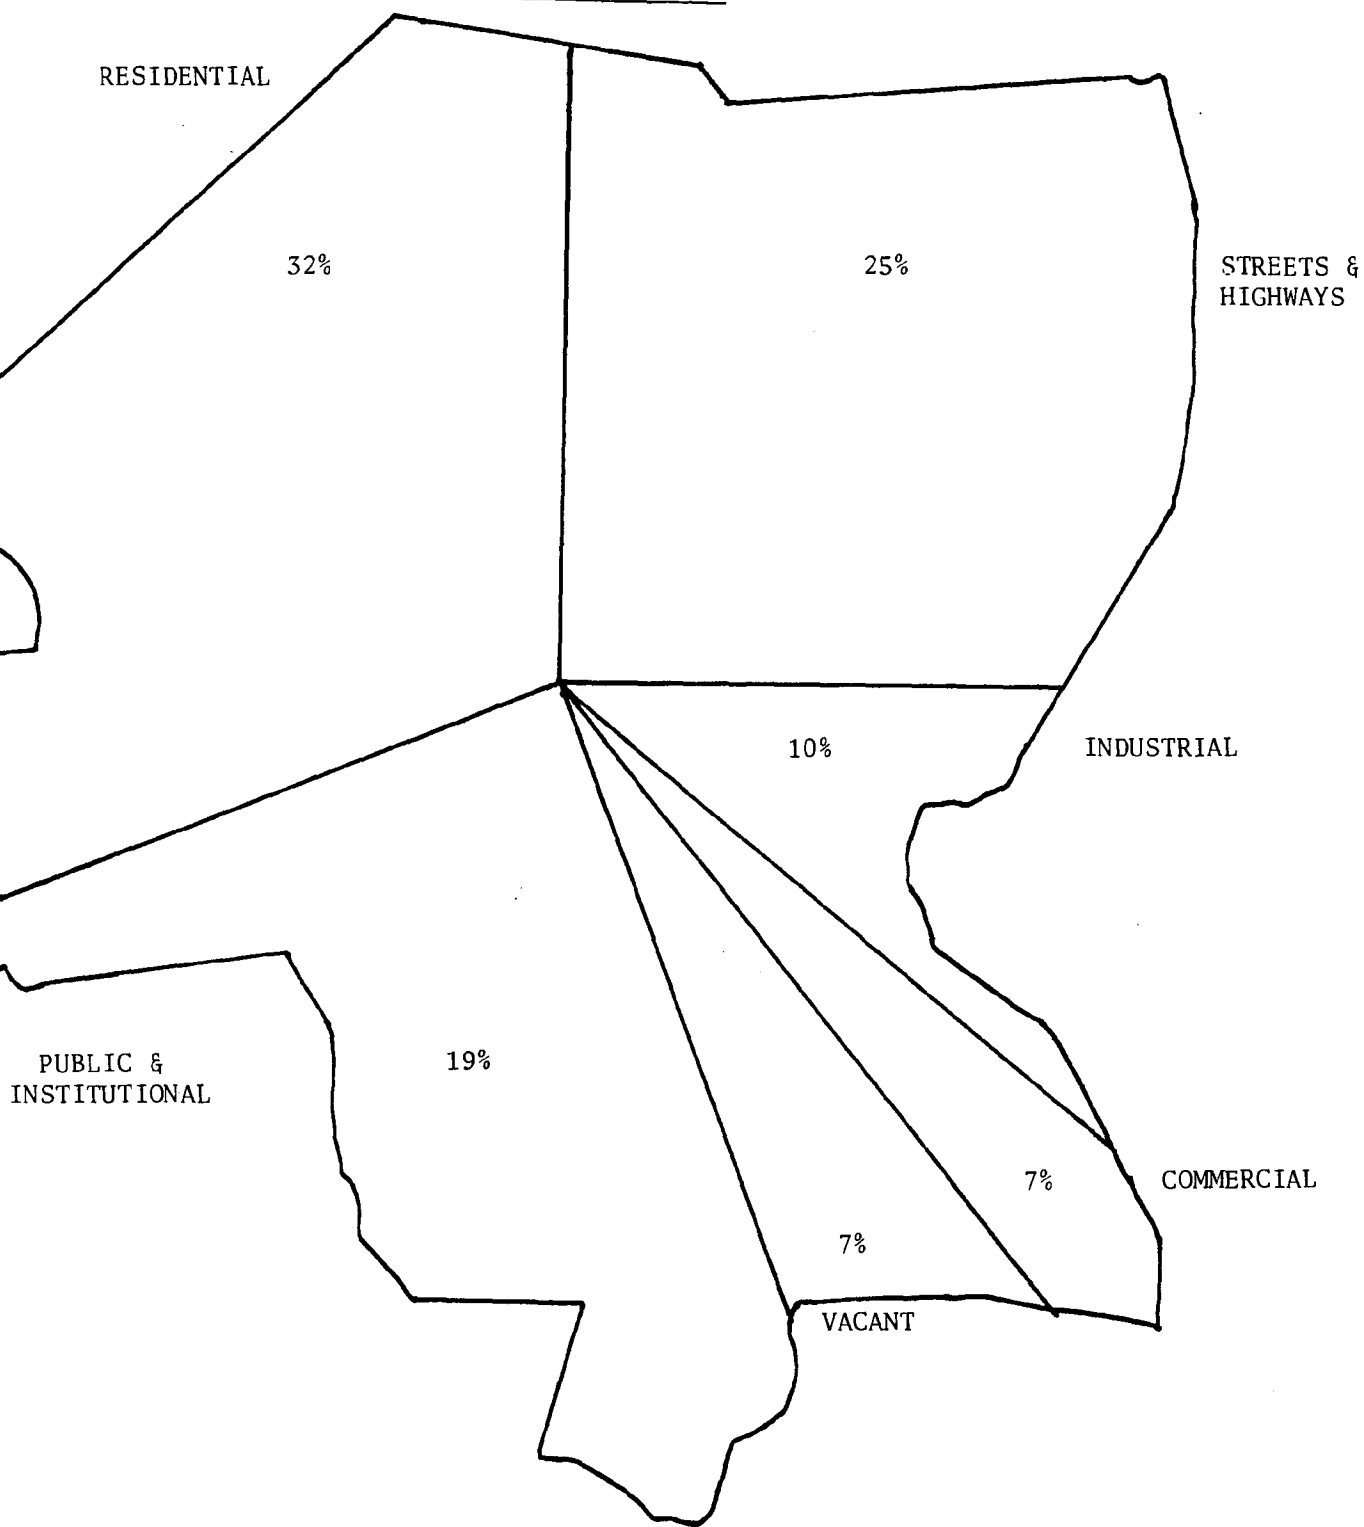 RESIDENTIAL
32%
25%
STREETS &
HIGHWAYS
10%
INDUSTRIAL
PUBLIC &
INSTITUTIONAL
19%
7%
COMMERCIAL
7%
VACANT